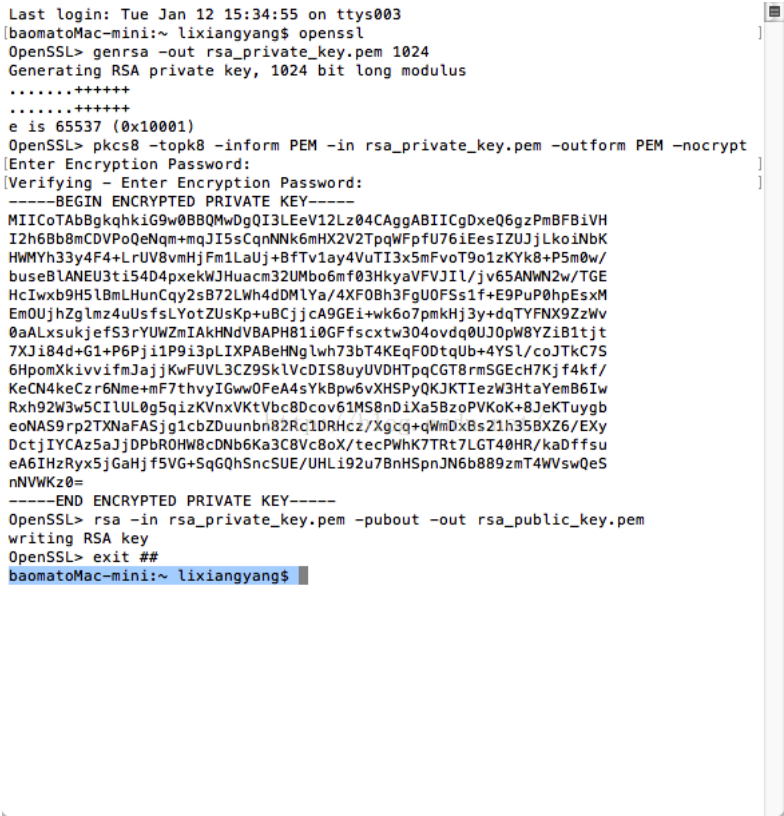 Last login: Tue Jan 12 15:34:55 on ttys003
[baomatoMac-mini:~ lixiangyang$ openssl ]
OpenSSL> genrsa -out rsa_private_key.pem 1024
Generating RSA private key, 1024 bit long modulus
.......++++++
.......++++++
e is 65537 (0x10001)
OpenSSL> pkcs8 -topk8 -inform PEM -in rsa_private_key.pem -outform PEM —nocrypt
[Enter Encryption Password: ]
[Verifying - Enter Encryption Password: ]
-----BEGIN ENCRYPTED PRIVATE KEY-----
MIICoTAbBgkqhkiG9w0BBQMwDgQI3LEeV12Lz04CAggABIICgDxeQ6gzPmBFBiVH
I2h6Bb8mCDVPoQeNqm+mqJI5sCqnNNk6mHX2V2TpqWFpfU76iEesIZUJjLkoiNbK
HWMYh33y4F4+LrUV8vmHjFm1LaUj+BfTv1ay4VuTI3x5mFvoT9o1zKYk8+P5m0w/
buseBlANEU3ti54D4pxekWJHuacm32UMbo6mf03HkyaVFVJIl/jv65ANWN2w/TGE
HcIwxb9H5lBmLHunCqy2sB72LWh4dDMlYa/4XFOBh3FgUOFSs1f+E9PuP0hpEsxM
EmOUjhZglmz4uUsfsLYotZUsKp+uBCjjcA9GEi+wk6o7pmkHj3y+dqTYFNX9ZzWv
0aALxsukjefS3rYUWZmIAkHNdVBAPH81i0GFfscxtw3O4ovdq0UJOpW8YZiB1tjt
7XJi84d+G1+P6Pji1P9i3pLIXPABeHNglwh73bT4KEqFODtqUb+4YSl/coJTkC7S
6HpomXkivvifmJajjKwFUVL3CZ9SklVcDIS8uyUVDHTpqCGT8rmSGEcH7Kjf4kf/
KeCN4keCzr6Nme+mF7thvyIGwwOFeA4sYkBpw6vXHSPyQKJKTIezW3HtaYemB6Iw
Rxh92W3w5CIlUL0g5qizKVnxVKtVbc8Dcov61MS8nDiXa5BzoPVKoK+8JeKTuygb
DctjIYCAz5aJjDPbROHW8cDNb6Ka3C8Vc8oX/tecPWhK7TRt7LGT40HR/kaDffsu
eA6IHzRyx5jGaHjf5VG+SqGQhSncSUE/UHLi92u7BnHSpnJN6b889zmT4WVswQeS
nNVWKz0=
-----END ENCRYPTED PRIVATE KEY-----
OpenSSL> rsa -in rsa_private_key.pem -pubout -out rsa_public_key.pem
writing RSA key
OpenSSL> exit ##
baomatoMac-mini:~ lixiangyang$